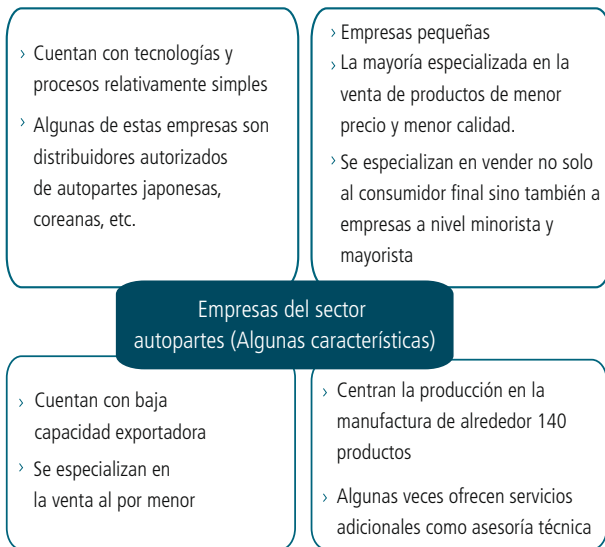 › Cuentan con tecnologías y
procesos relativamente simples
› Algunas de estas empresas son
distribuidores autorizados
de autopartes japonesas,
coreanas, etc.
› Empresas pequeñas
› La mayoría especializada en la
venta de productos de menor
precio y menor calidad.
› Se especializan en vender no solo
al consumidor final sino también a
empresas a nivel minorista y
mayorista
Empresas del sector
autopartes (Algunas características)
› Cuentan con baja
capacidad exportadora
› Se especializan en
la venta al por menor
› Centran la producción en la
manufactura de alrededor 140
productos
› Algunas veces ofrecen servicios
adicionales como asesoría técnica